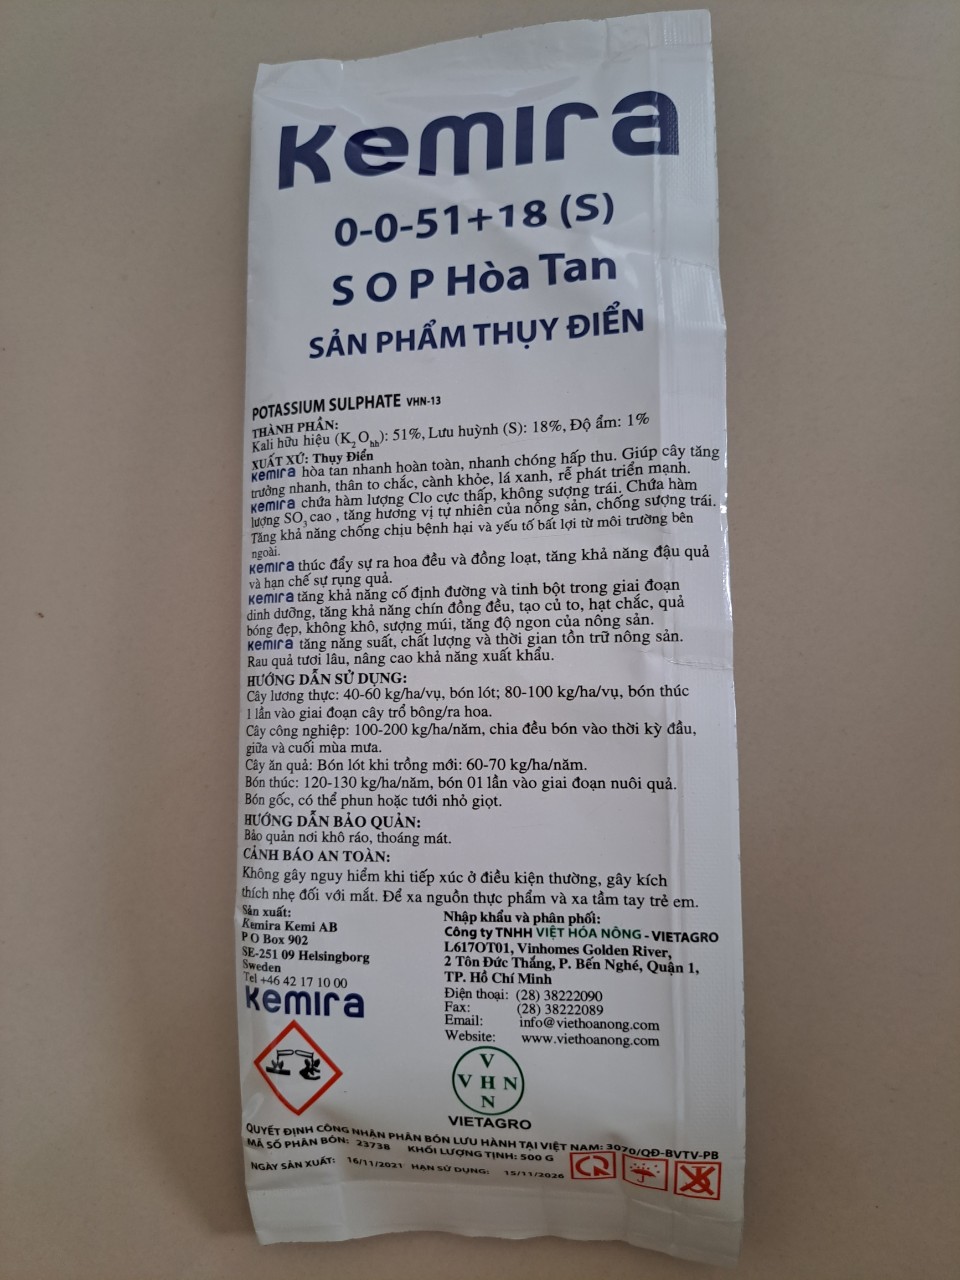 Kemira
0-0-51+18 (S)
S O P Hòa Tan
SẢN PHẨM THỤY ĐIỂN
POTASSIUM SULPHATE VHN-13
THÀNH PHẦN:
Kali hữu hiệu (K2Ohh): 51%, Lưu huỳnh (S): 18%, Độ ẩm: 1%
XUẤT XỨ: Thụy Điển
Kemira hòa tan nhanh hoàn toàn, nhanh chóng hấp thu. Giúp cây tăng
trưởng nhanh, thân to chắc, cành khỏe, lá xanh, rễ phát triển mạnh.
Kemira chứa hàm lượng Clo cực thấp, không sượng trái. Chứa hàm
lượng SO3 cao , tăng hương vị tự nhiên của nông sản, chống sượng trái.
Tăng khả năng chống chịu bệnh hại và yếu tố bất lợi từ môi trường bên
ngoài.
Kemira thúc đẩy sự ra hoa đều và đồng loạt, tăng khả năng đậu quả
và hạn chế sự rụng quả.
Kemira tăng khả năng cố định đường và tinh bột trong giai đoạn
dinh dưỡng, tăng khả năng chín đồng đều, tạo củ to, hạt chắc, quả
bóng đẹp, không khô, sượng múi, tăng độ ngon của nông sản.
Kemira tăng năng suất, chất lượng và thời gian tồn trữ nông sản.
Rau quả tươi lâu, nâng cao khả năng xuất khẩu.
HƯỚNG DẪN SỬ DỤNG:
Cây lương thực: 40-60 kg/ha/vụ, bón lót; 80-100 kg/ha/vụ, bón thúc
1 lần vào giai đoạn cây trổ bông/ra hoa.
Cây công nghiệp: 100-200 kg/ha/năm, chia đều bón vào thời kỳ đầu,
giữa và cuối mùa mưa.
Cây ăn quả: Bón lót khi trồng mới: 60-70 kg/ha/năm.
Bón thúc: 120-130 kg/ha/năm, bón 01 lần vào giai đoạn nuôi quả.
Bón gốc, có thể phun hoặc tưới nhỏ giọt.
HƯỚNG DẪN BẢO QUẢN:
Bảo quản nơi khô ráo, thoáng mát.
CẢNH BÁO AN TOÀN:
Không gây nguy hiểm khi tiếp xúc ở điều kiện thường, gây kích
thích nhẹ đối với mắt. Để xa nguồn thực phẩm và xa tầm tay trẻ em.
Sản xuất:
Kemira Kemi AB
P O Box 902
SE-251 09 Helsingborg
Sweden
Tel +46 42 17 10 00
Kemira
Nhập khẩu và phân phối:
Công ty TNHH VIỆT HÓA NÔNG - VIETAGRO
L617OT01, Vinhomes Golden River,
2 Tôn Đức Thắng, P. Bến Nghé, Quận 1,
TP. Hồ Chí Minh
Điện thoại: (28) 38222090
Fax: (28) 38222089
Email: info@viethoanong.com
Website: www.viethoanong.com
V
V H N
N
VIETAGRO
QUYẾT ĐỊNH CÔNG NHẬN PHÂN BÓN LƯU HÀNH TẠI VIỆT NAM: 3070/QĐ-BVTV-PB
MÃ SỐ PHÂN BÓN: 23738 KHỐI LƯỢNG TỊNH: 500 G
NGÀY SẢN XUẤT: 16/11/2021 HẠN SỬ DỤNG: 15/11/2026